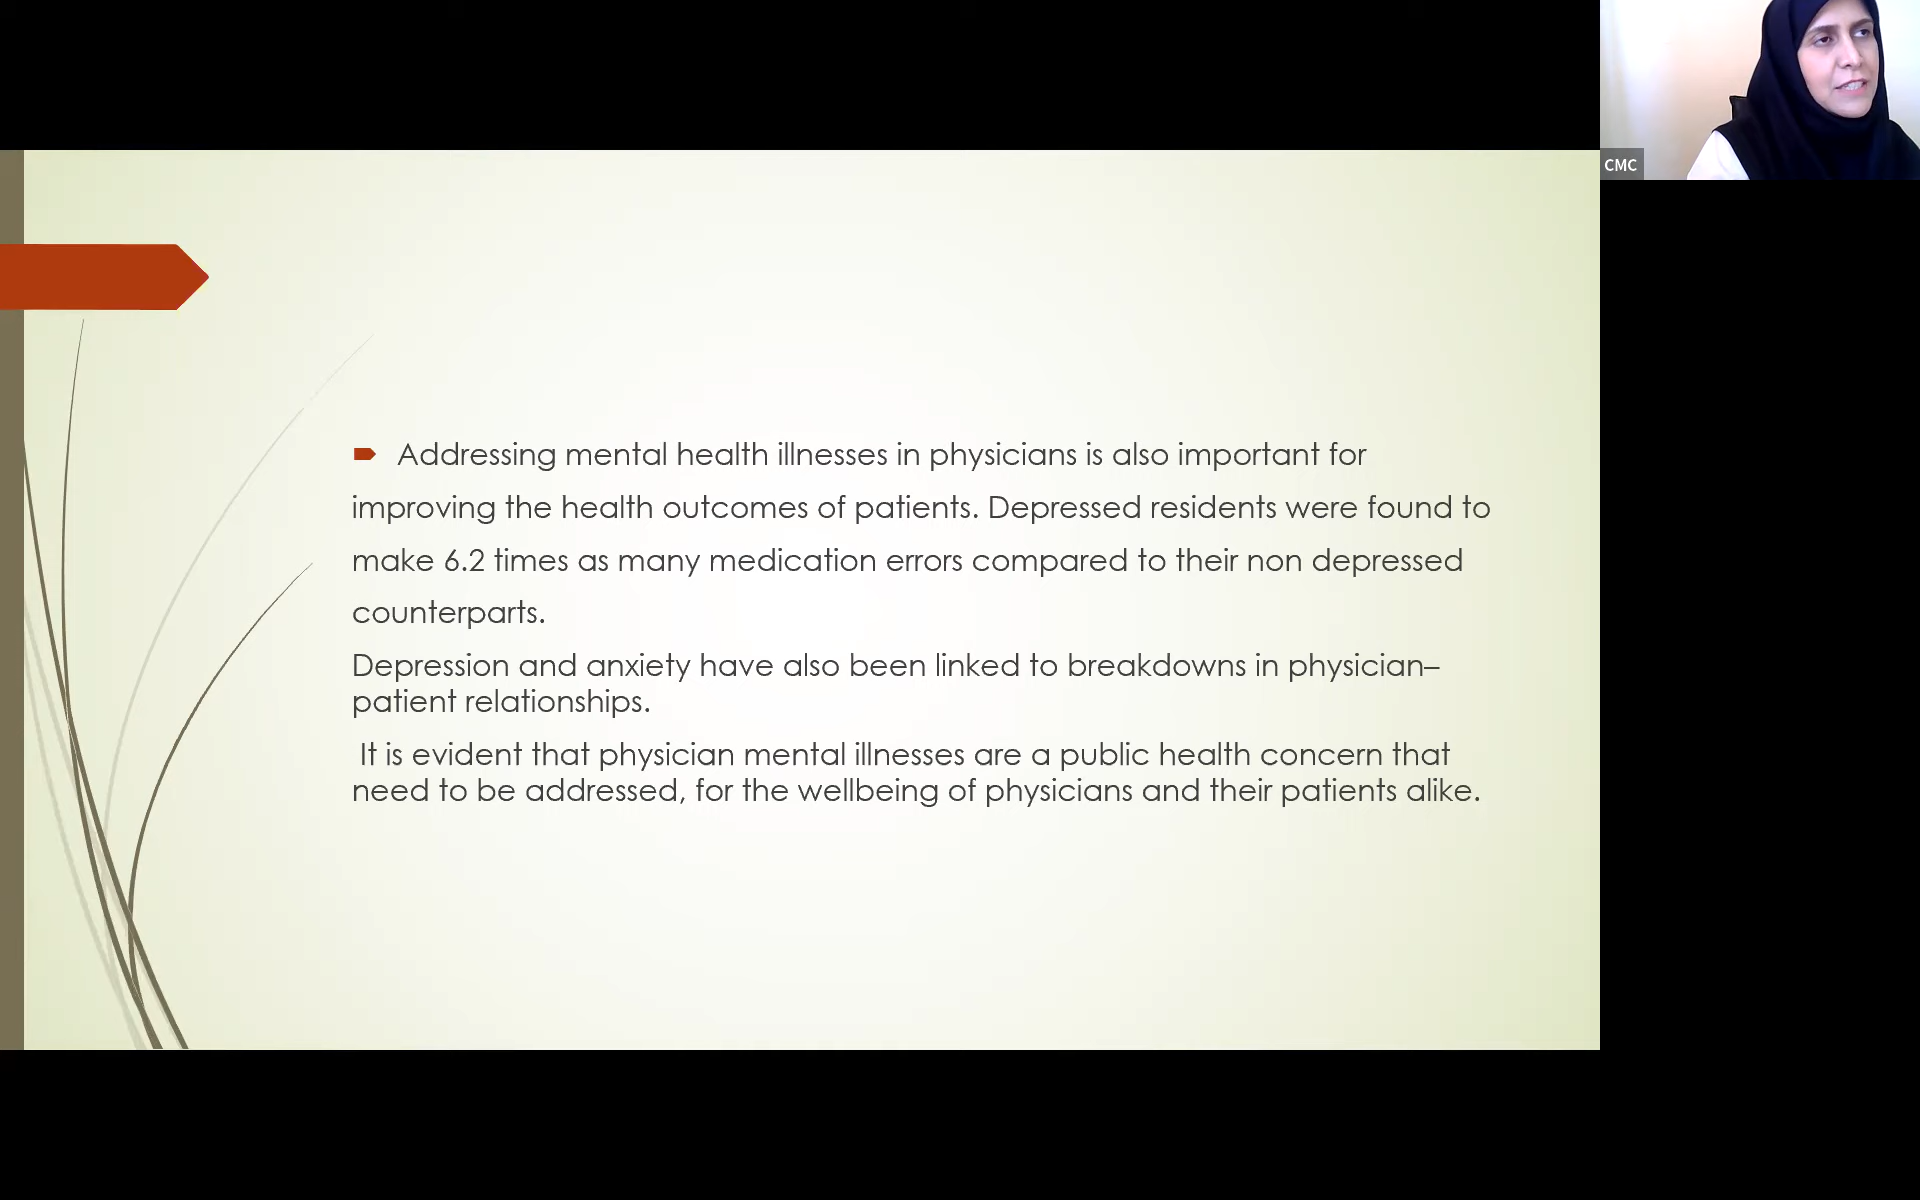 CMC
Addressing mental health illnesses in physicians is also important for
improving the health outcomes of patients. Depressed residents were found to
make 6.2 times as many medication errors compared to their non depressed
counterparts.
Depression and anxiety have also been linked to breakdowns in physician–
patient relationships.
It is evident that physician mental illnesses are a public health concern that
need to be addressed, for the wellbeing of physicians and their patients alike.